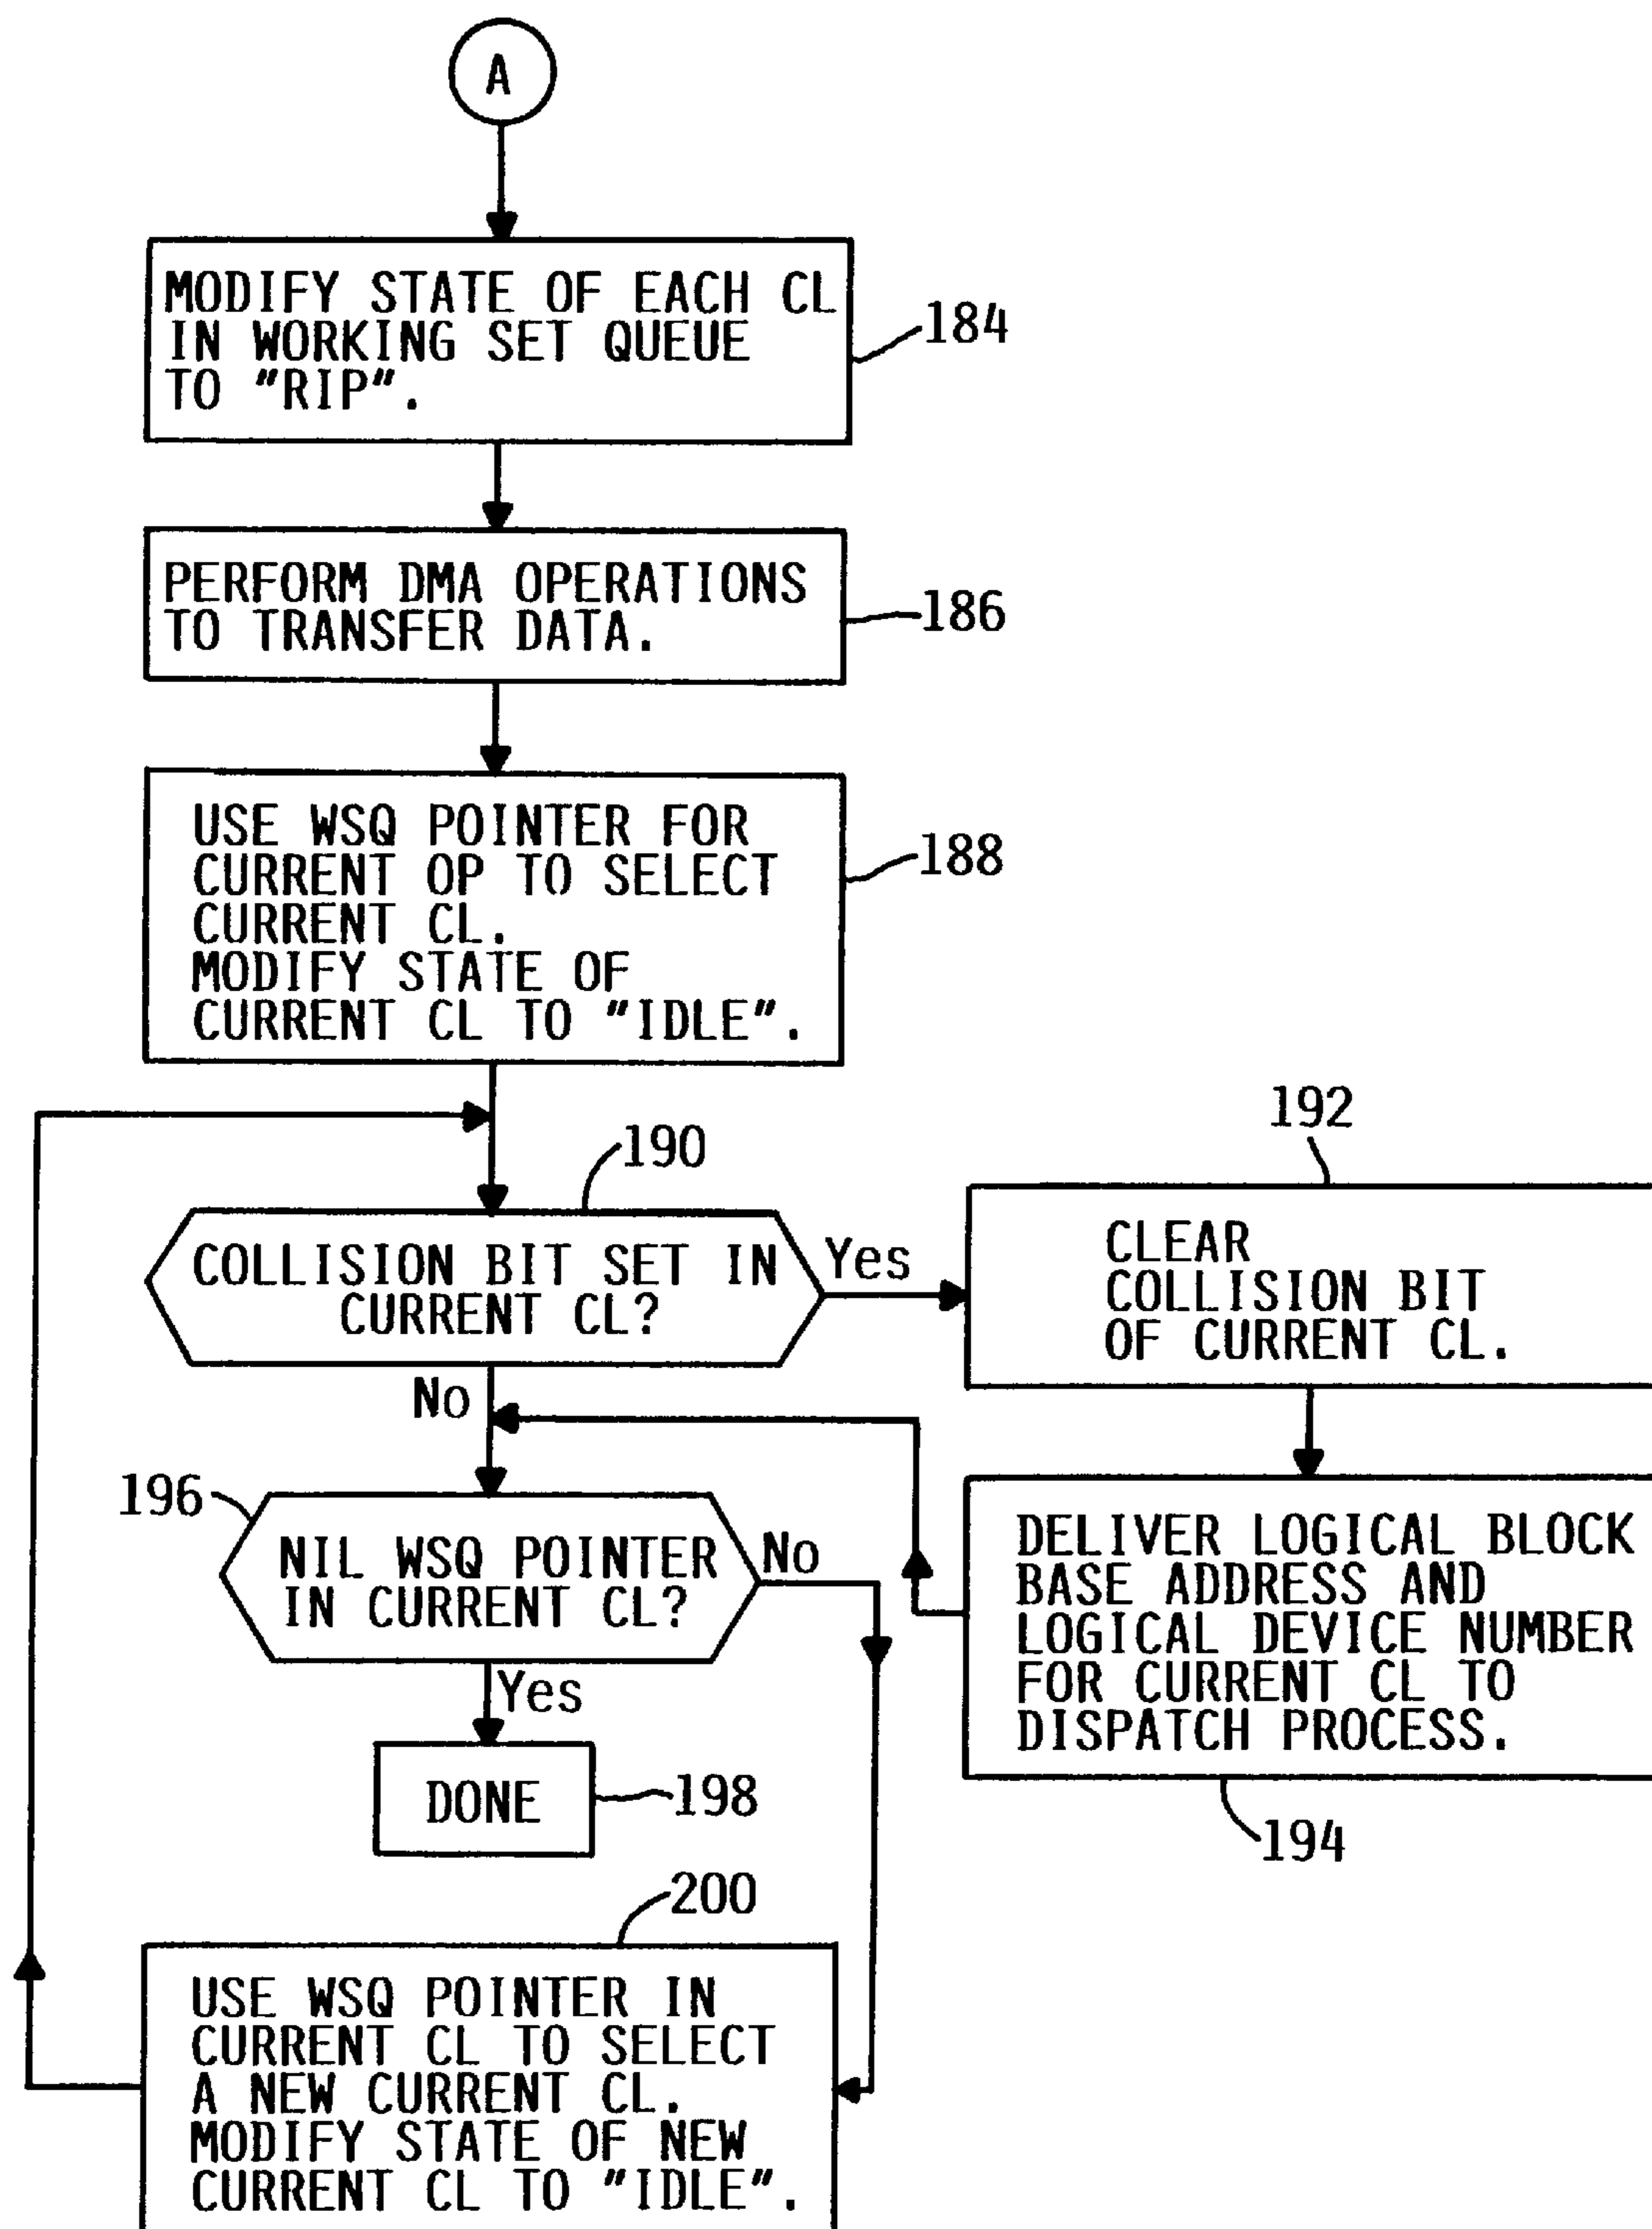 A
MODIFY STATE OF EACH CL
IN WORKING SET QUEUE
TO "RIP".
184
PERFORM DMA OPERATIONS
TO TRANSFER DATA.
186
USE WSQ POINTER FOR
CURRENT OP TO SELECT
CURRENT CL.
MODIFY STATE OF
CURRENT CL TO "IDLE".
188
190
COLLISION BIT SET IN
CURRENT CL?
Yes
No
192
CLEAR
COLLISION BIT
OF CURRENT CL.
DELIVER LOGICAL BLOCK
BASE ADDRESS AND
LOGICAL DEVICE NUMBER
FOR CURRENT CL TO
DISPATCH PROCESS.
194
196
NIL WSQ POINTER
IN CURRENT CL?
No
Yes
DONE
198
200
USE WSQ POINTER IN
CURRENT CL TO SELECT
A NEW CURRENT CL.
MODIFY STATE OF NEW
CURRENT CL TO "IDLE".